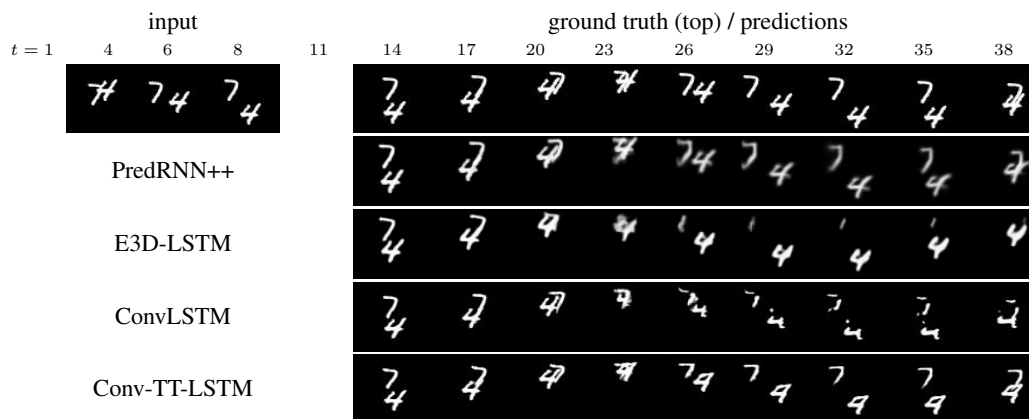 input ground truth (top) / predictions
t = 1 4 6 8 11 14 17 20 23 26 29 32 35 38
PredRNN++
E3D-LSTM
ConvLSTM
Conv-TT-LSTM